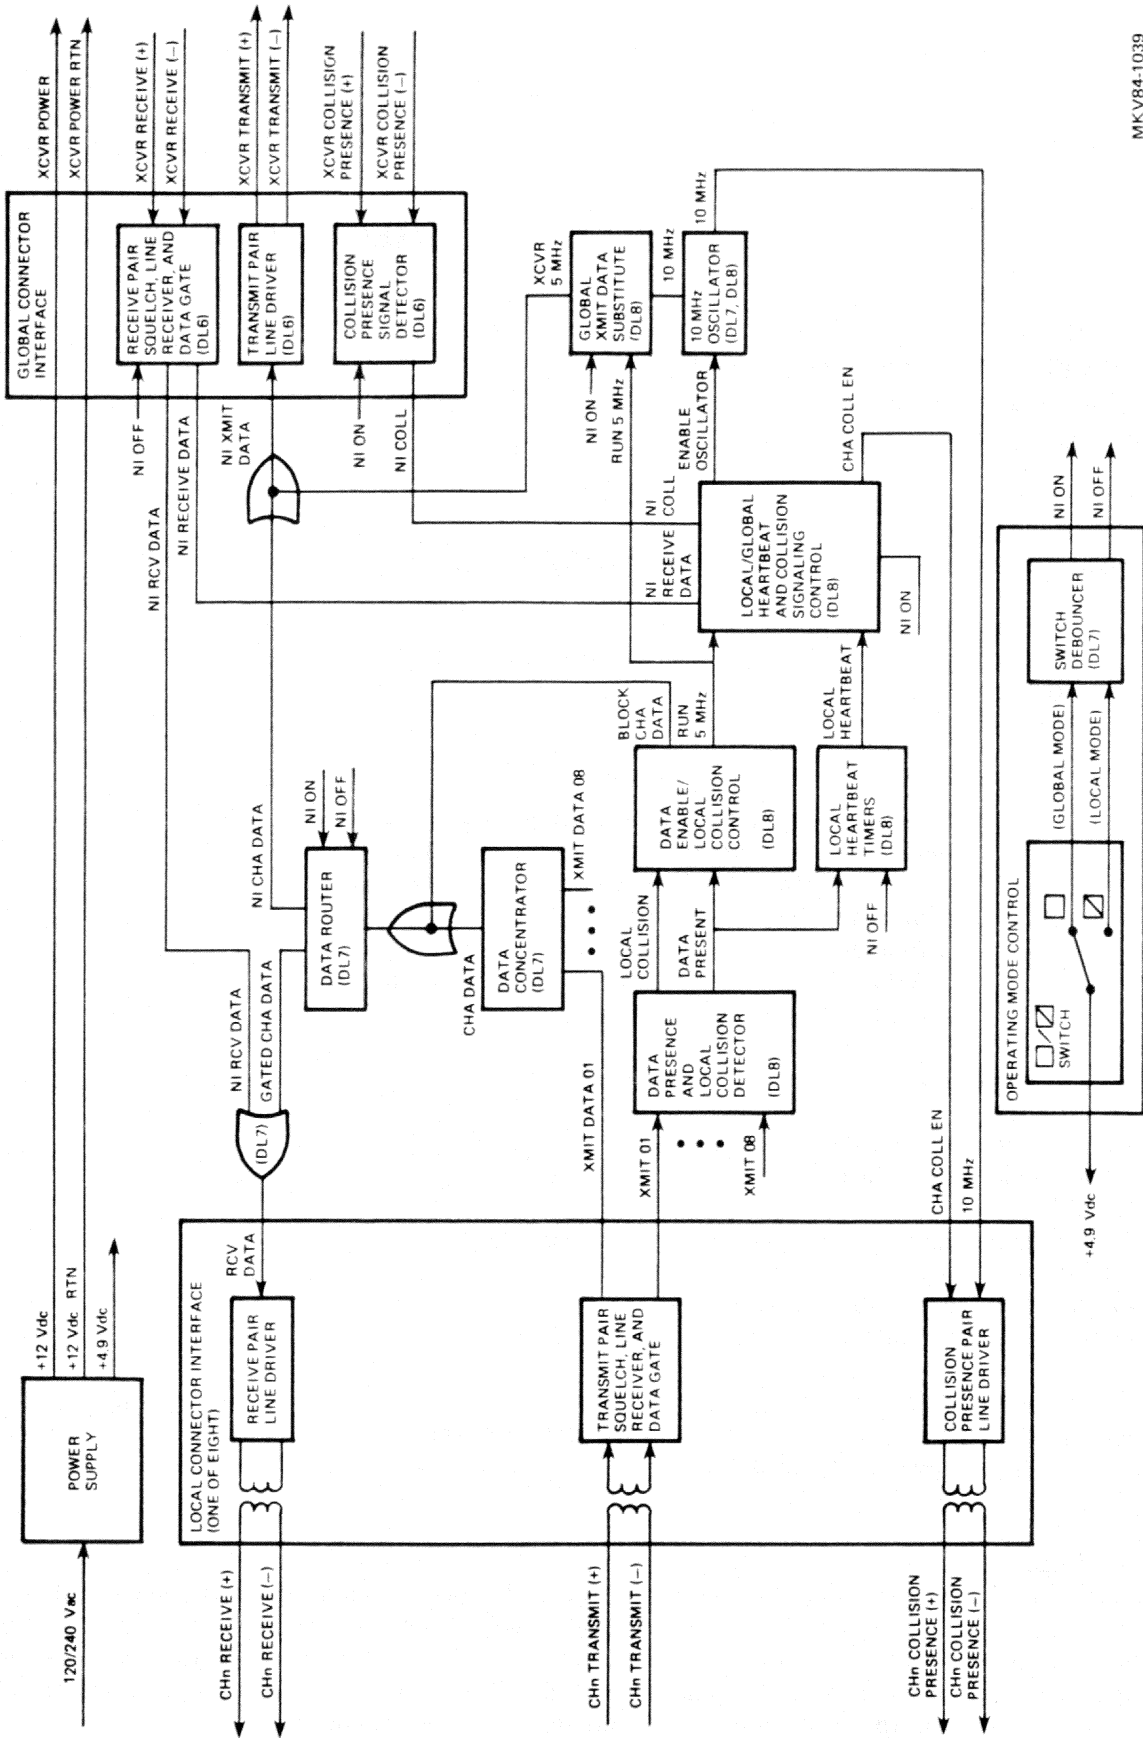 120/240 Vac
POWER
SUPPLY
+12 Vdc
+12 Vdc RTN
+4.9 Vdc
XCVR POWER
XCVR POWER RTN
GLOBAL CONNECTOR
INTERFACE
RECEIVE PAIR
SQUELCH, LINE
RECEIVER, AND
DATA GATE
(DL6)
XCVR RECEIVE (+)
XCVR RECEIVE (−)
NI OFF
NI RCV DATA
NI RECEIVE DATA
TRANSMIT PAIR
LINE DRIVER
(DL6)
XCVR TRANSMIT (+)
XCVR TRANSMIT (−)
NI XMIT
DATA
COLLISION
PRESENCE
SIGNAL
DETECTOR
(DL6)
XCVR COLLISION
PRESENCE (+)
XCVR COLLISION
PRESENCE (−)
NI ON
NI COLL
LOCAL CONNECTOR INTERFACE
(ONE OF EIGHT)
CHn RECEIVE (+)
CHn RECEIVE (−)
RECEIVE PAIR
LINE DRIVER
RCV
DATA
(DL7)
NI RCV DATA
GATED CHA DATA
DATA ROUTER
(DL7)
NI CHA DATA
NI ON
NI OFF
CHA DATA
DATA
CONCENTRATOR
(DL7)
XMIT DATA 01
XMIT DATA 08
CHn TRANSMIT (+)
CHn TRANSMIT (−)
TRANSMIT PAIR
SQUELCH, LINE
RECEIVER, AND
DATA GATE
XMIT 01
XMIT 08
DATA
PRESENCE
AND LOCAL
COLLISION
DETECTOR
(DL8)
LOCAL
COLLISION
DATA
PRESENT
DATA
ENABLE/
LOCAL
COLLISION
CONTROL
(DL8)
BLOCK
CHA
DATA
RUN
5 MHz
LOCAL
HEARTBEAT
TIMERS
(DL8)
NI OFF
LOCAL
HEARTBEAT
NI
RECEIVE
DATA
NI
COLL
LOCAL/GLOBAL
HEARTBEAT
AND COLLISION
SIGNALING
CONTROL
(DL8)
NI ON
ENABLE
OSCILLATOR
CHA COLL EN
NI ON
RUN 5 MHz
GLOBAL
XMIT DATA
SUBSTITUTE
(DL8)
XCVR
5 MHz
10 MHz
10 MHz
OSCILLATOR
(DL7, DL8)
10 MHz
CHn COLLISION
PRESENCE (+)
CHn COLLISION
PRESENCE (−)
COLLISION
PRESENCE PAIR
LINE DRIVER
CHA COLL EN
10 MHz
OPERATING MODE CONTROL
+4.9 Vdc
SWITCH
(GLOBAL MODE)
(LOCAL MODE)
SWITCH
DEBOUNCER
(DL7)
NI ON
NI OFF
MKV84-1039